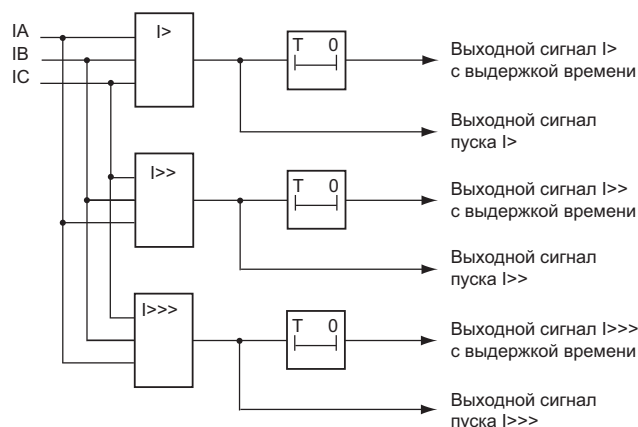 IA
IB
IC
I>
T 0
Выходной сигнал I>
с выдержкой времени
Выходной сигнал
пуска I>
I>>
T 0
Выходной сигнал I>>
с выдержкой времени
Выходной сигнал
пуска I>>
I>>>
T 0
Выходной сигнал I>>>
с выдержкой времени
Выходной сигнал
пуска I>>>